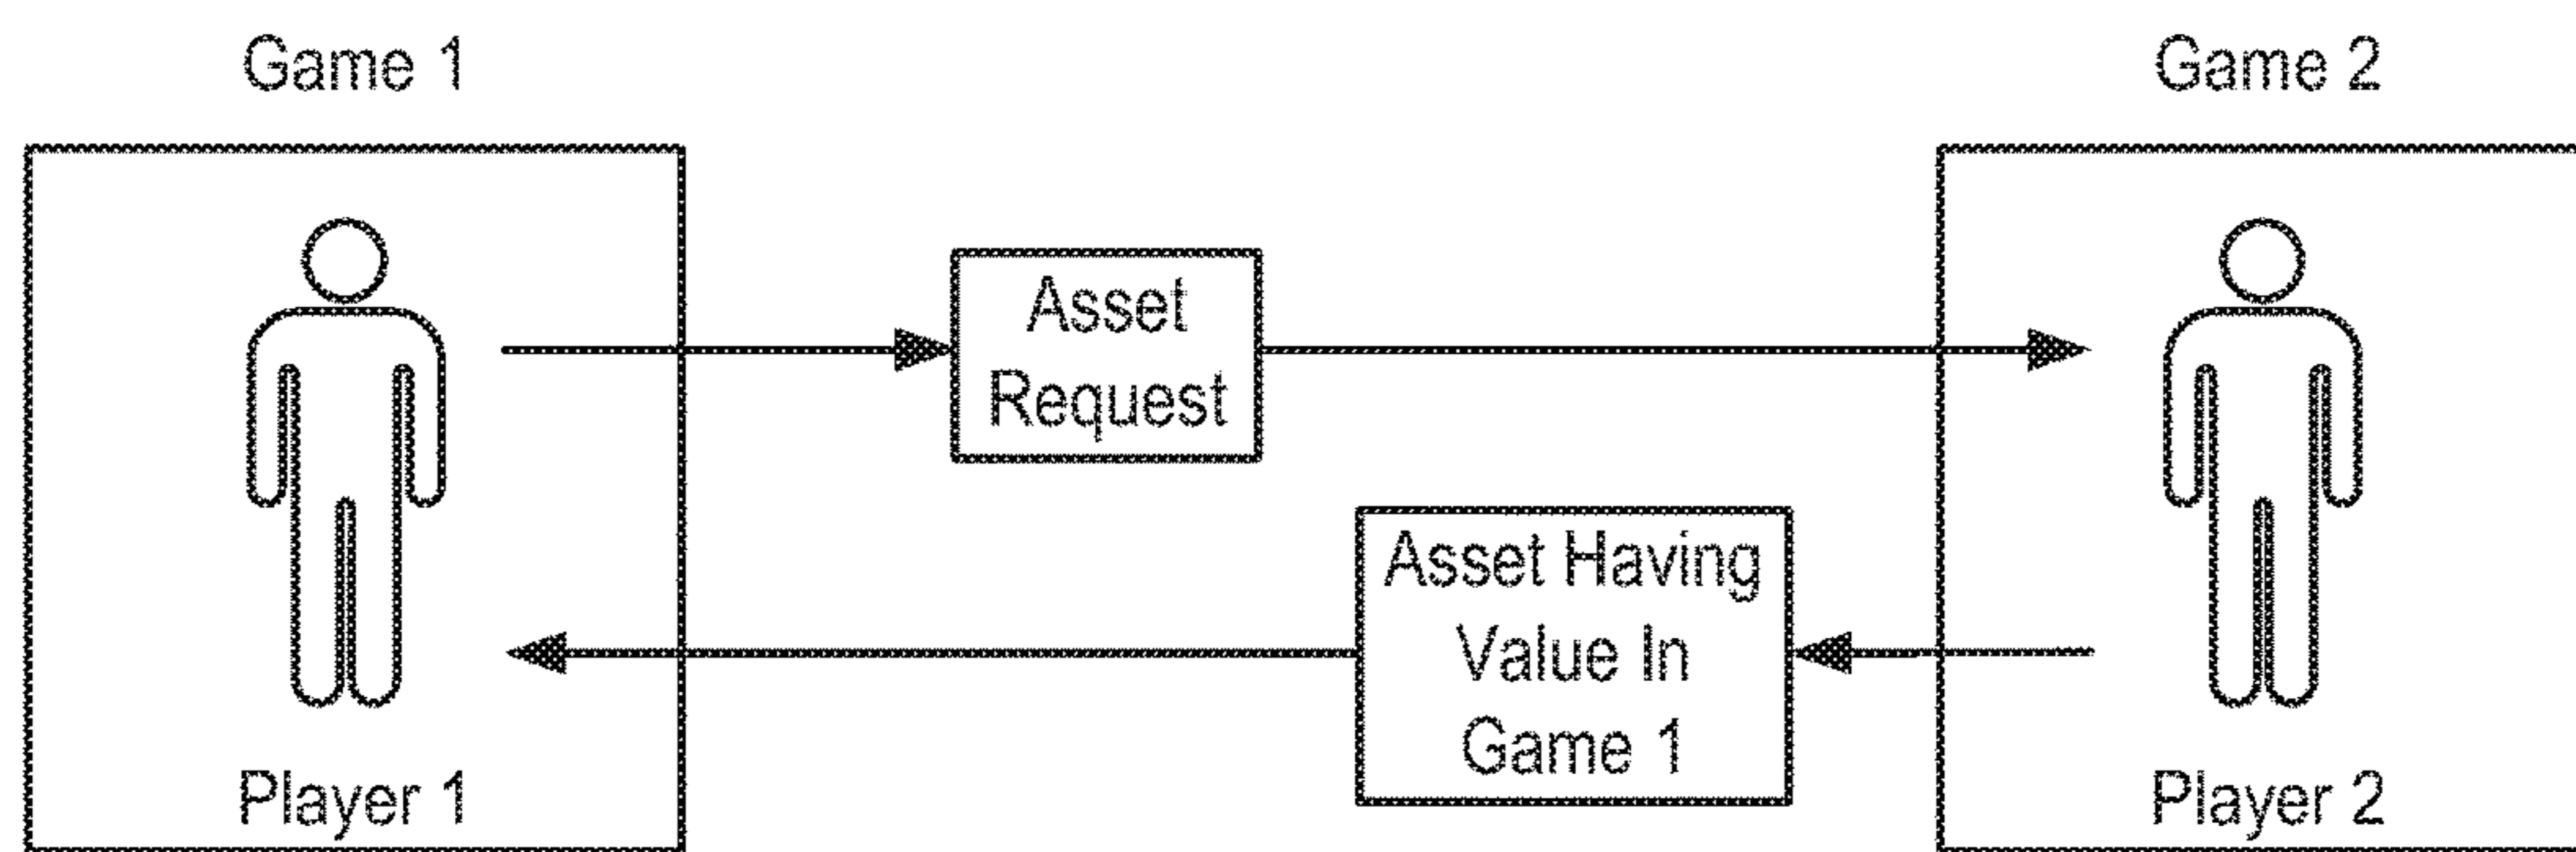 Game 1
Game 2
Asset
Request
Asset Having
Value In
Game 1
Player 1
Player 2